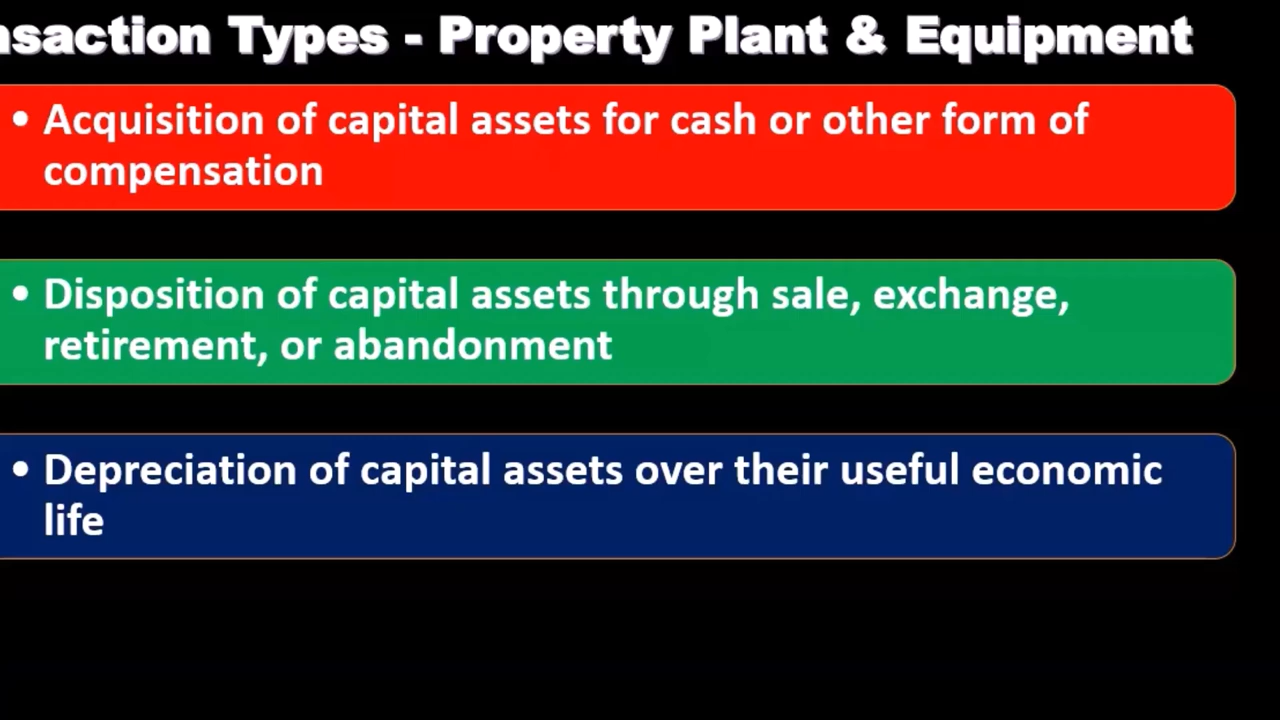 nsaction Types - Property Plant & Equipment
• Acquisition of capital assets for cash or other form of
compensation
• Disposition of capital assets through sale, exchange,
retirement, or abandonment
• Depreciation of capital assets over their useful economic
life